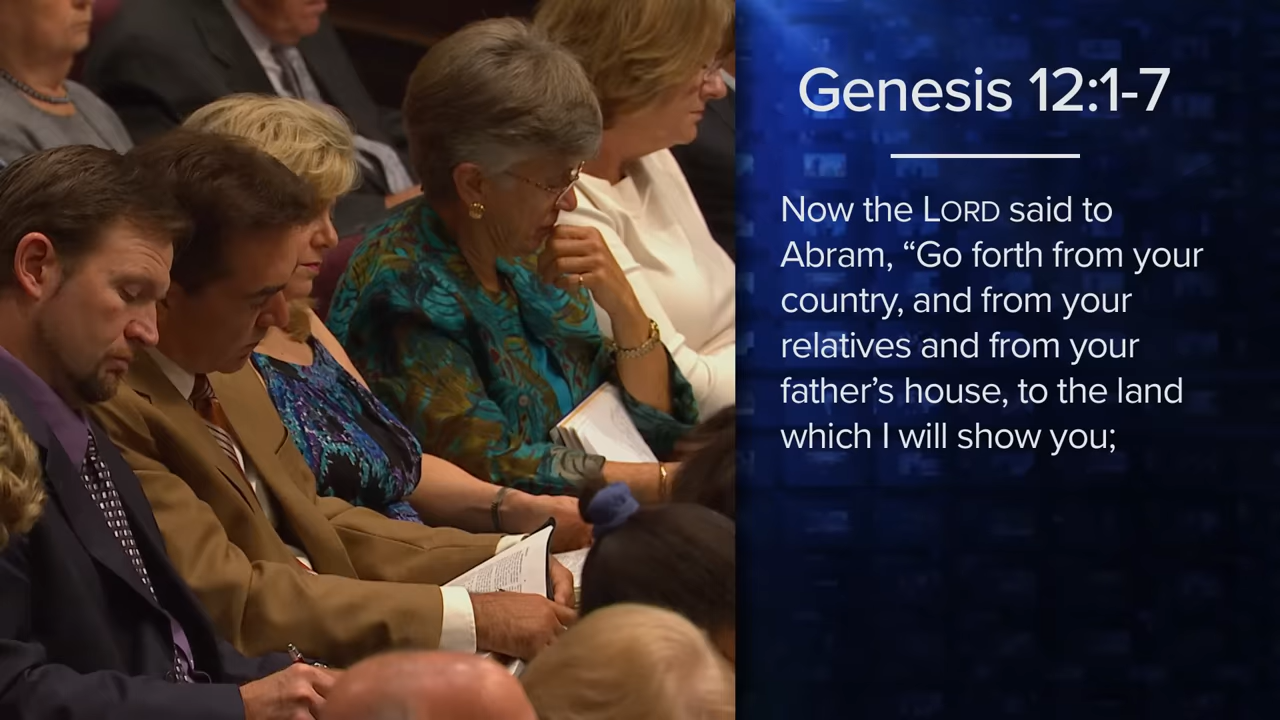 Genesis 12:1-7
Now the LORD said to
Abram, “Go forth from your
country, and from your
relatives and from your
father’s house, to the land
which I will show you;